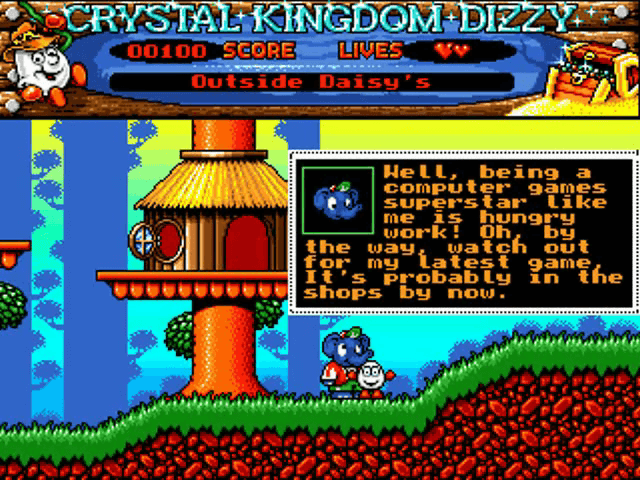 CRYSTAL KINGDOM DIZZY
00100 SCORE LIVES
Outside Daisy's
Well, being a
computer games
superstar like
me is hungry
work! Oh, by
the way, watch out
for my latest game,
It's probably in the
shops by now.